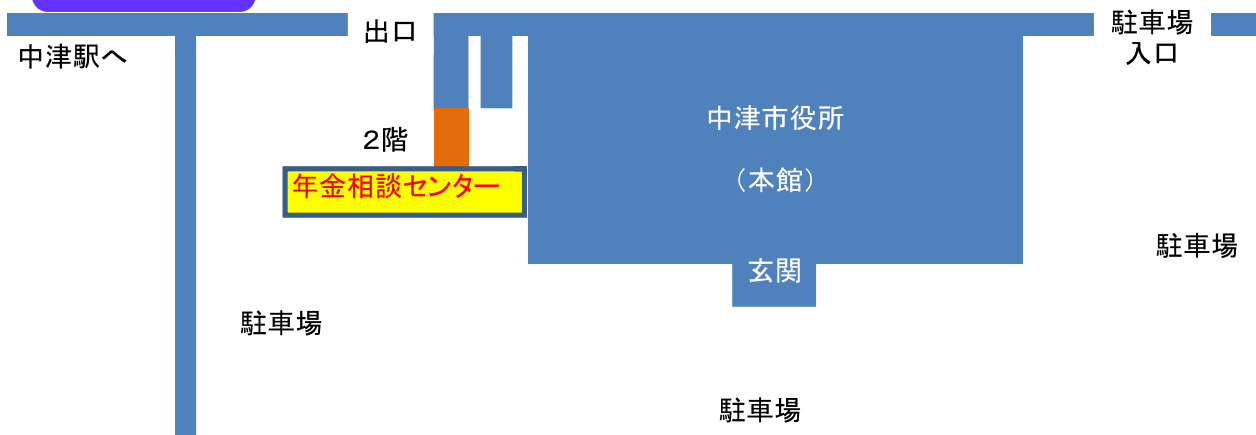 出口
駐車場
入口
中津駅へ
中津市役所
2階
(本館)
年金相談センター
駐車場
玄関
駐車場
駐車場